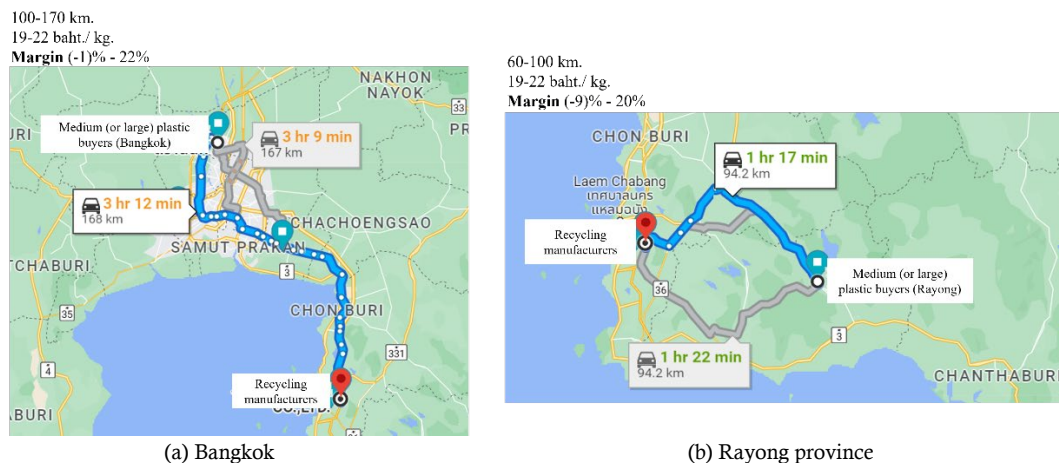 100-170 km.
19-22 baht./ kg.
Margin (-1)% - 22%
NAKHON
NAYOK
33
Medium (or large) plastic
buyers (Bangkok)
3 hr 9 min
167 km
3 hr 12 min
168 km
CHACHOENGSAO
SAMUT PRAKAN
TCHABURI
3
35
CHON BURI
4
331
Recycling
manufacturers
CO.,LTD.
ABURI
(a) Bangkok
60-100 km.
19-22 baht./ kg.
Margin (-9)% - 20%
CHON BURI
1 hr 17 min
94.2 km
Laem Chabang
เทศบาลนคร
แหลมฉบัง
Recycling
manufacturers
36
Medium (or large)
plastic buyers (Rayong)
3
1 hr 22 min
94.2 km
CHANTHABURI
(b) Rayong province